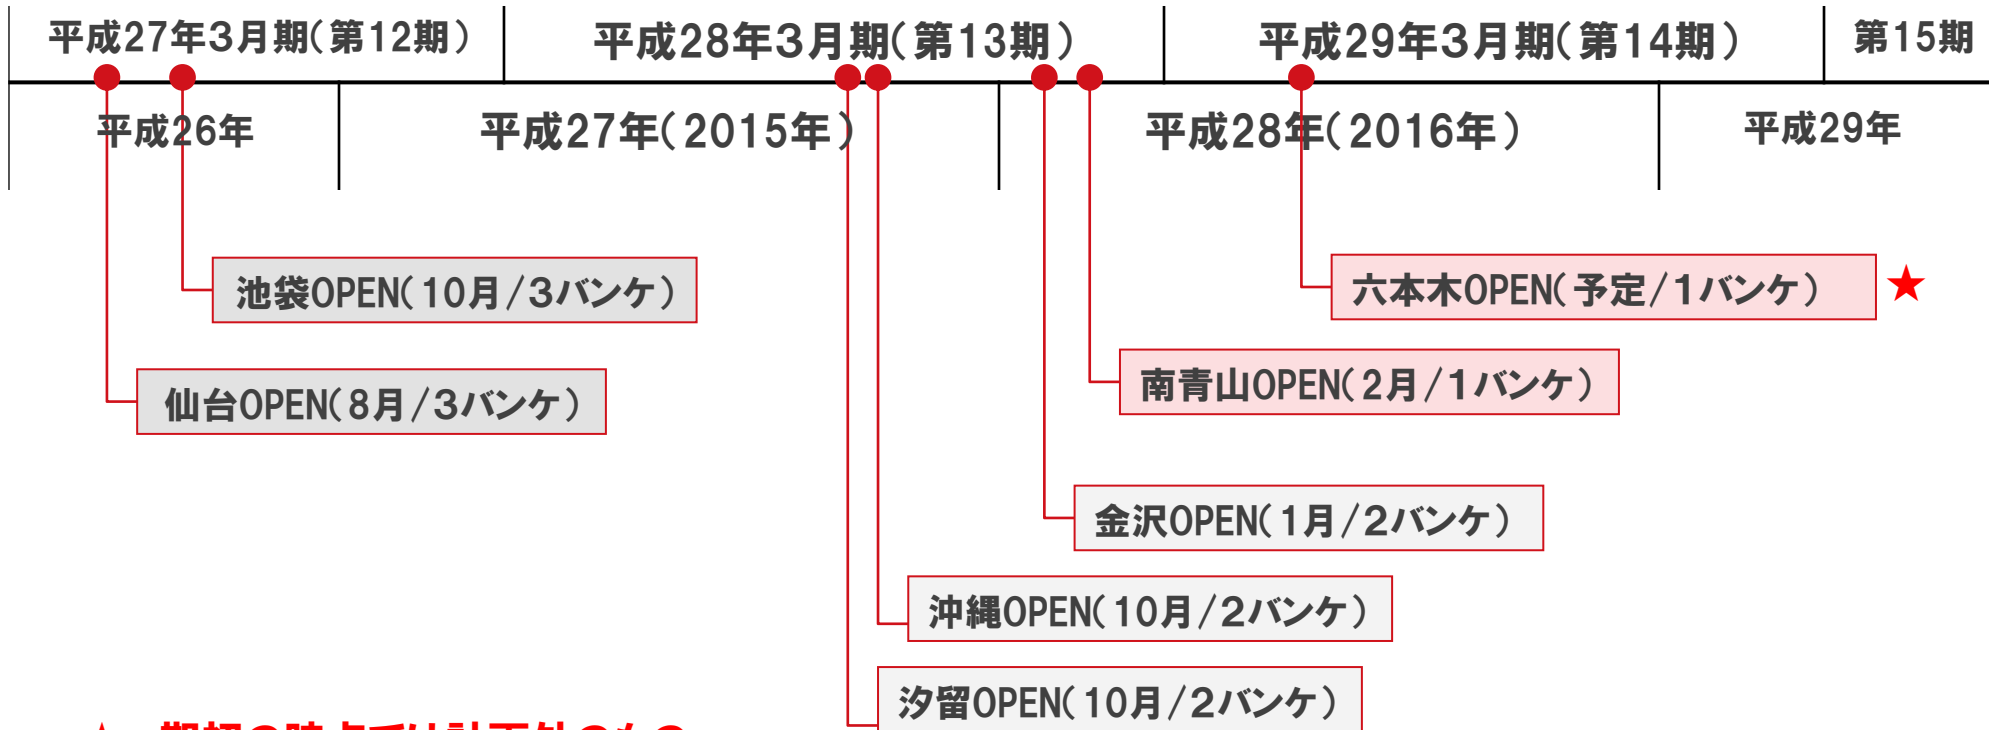 平成27年3月期(第12期)
平成28年3月期(第13期)
平成29年3月期(第14期)
第15期
平成26年
平成27年(2015年)
平成28年(2016年)
平成29年
池袋OPEN(10月/3バンケ)
六本木OPEN(予定/1バンケ) ★
南青山OPEN(2月/1バンケ)
仙台OPEN(8月/3バンケ)
金沢OPEN(1月/2バンケ)
沖縄OPEN(10月/2バンケ)
汐留OPEN(10月/2バンケ)